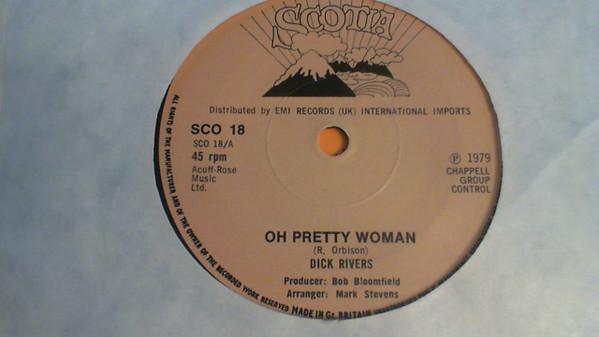 SCOTIA
Distributed by EMI RECORDS (UK) INTERNATIONAL IMPORTS
SCO 18
SCO 18/A
45 rpm
Acuff-Rose
Music
Ltd.
℗ 1979
CHAPPELL
GROUP
CONTROL
OH PRETTY WOMAN
(R. Orbison)
DICK RIVERS
Producer: Bob Bloomfield
Arranger: Mark Stevens
ALL RIGHTS OF THE MANUFACTURER AND OF THE OWNER OF THE RECORDED WORK RESERVED MADE IN Gt. BRITAIN